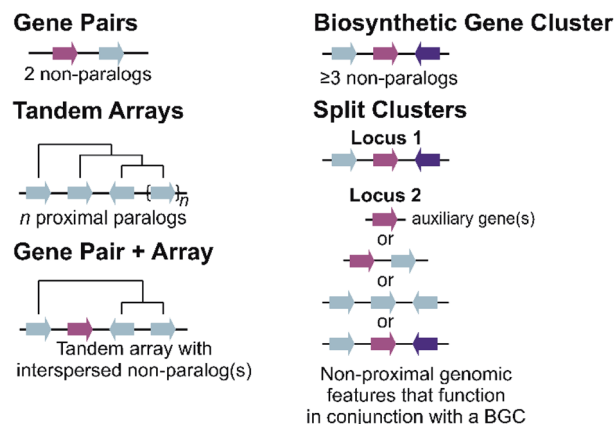 Gene Pairs
2 non-paralogs
Tandem Arrays
{ }n
n proximal paralogs
Gene Pair + Array
Tandem array with
interspersed non-paralog(s)
Biosynthetic Gene Cluster
≥3 non-paralogs
Split Clusters
Locus 1
Locus 2
auxiliary gene(s)
or
or
or
Non-proximal genomic
features that function
in conjunction with a BGC